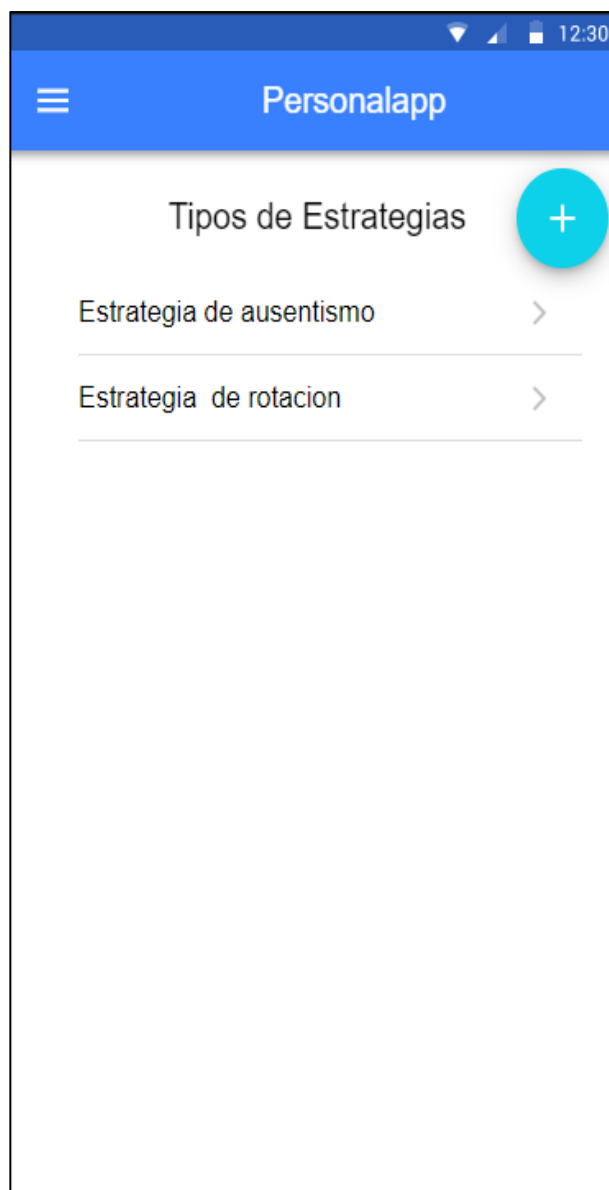 12:30
Personalapp
Tipos de Estrategias
+
Estrategia de ausentismo
Estrategia  de rotacion